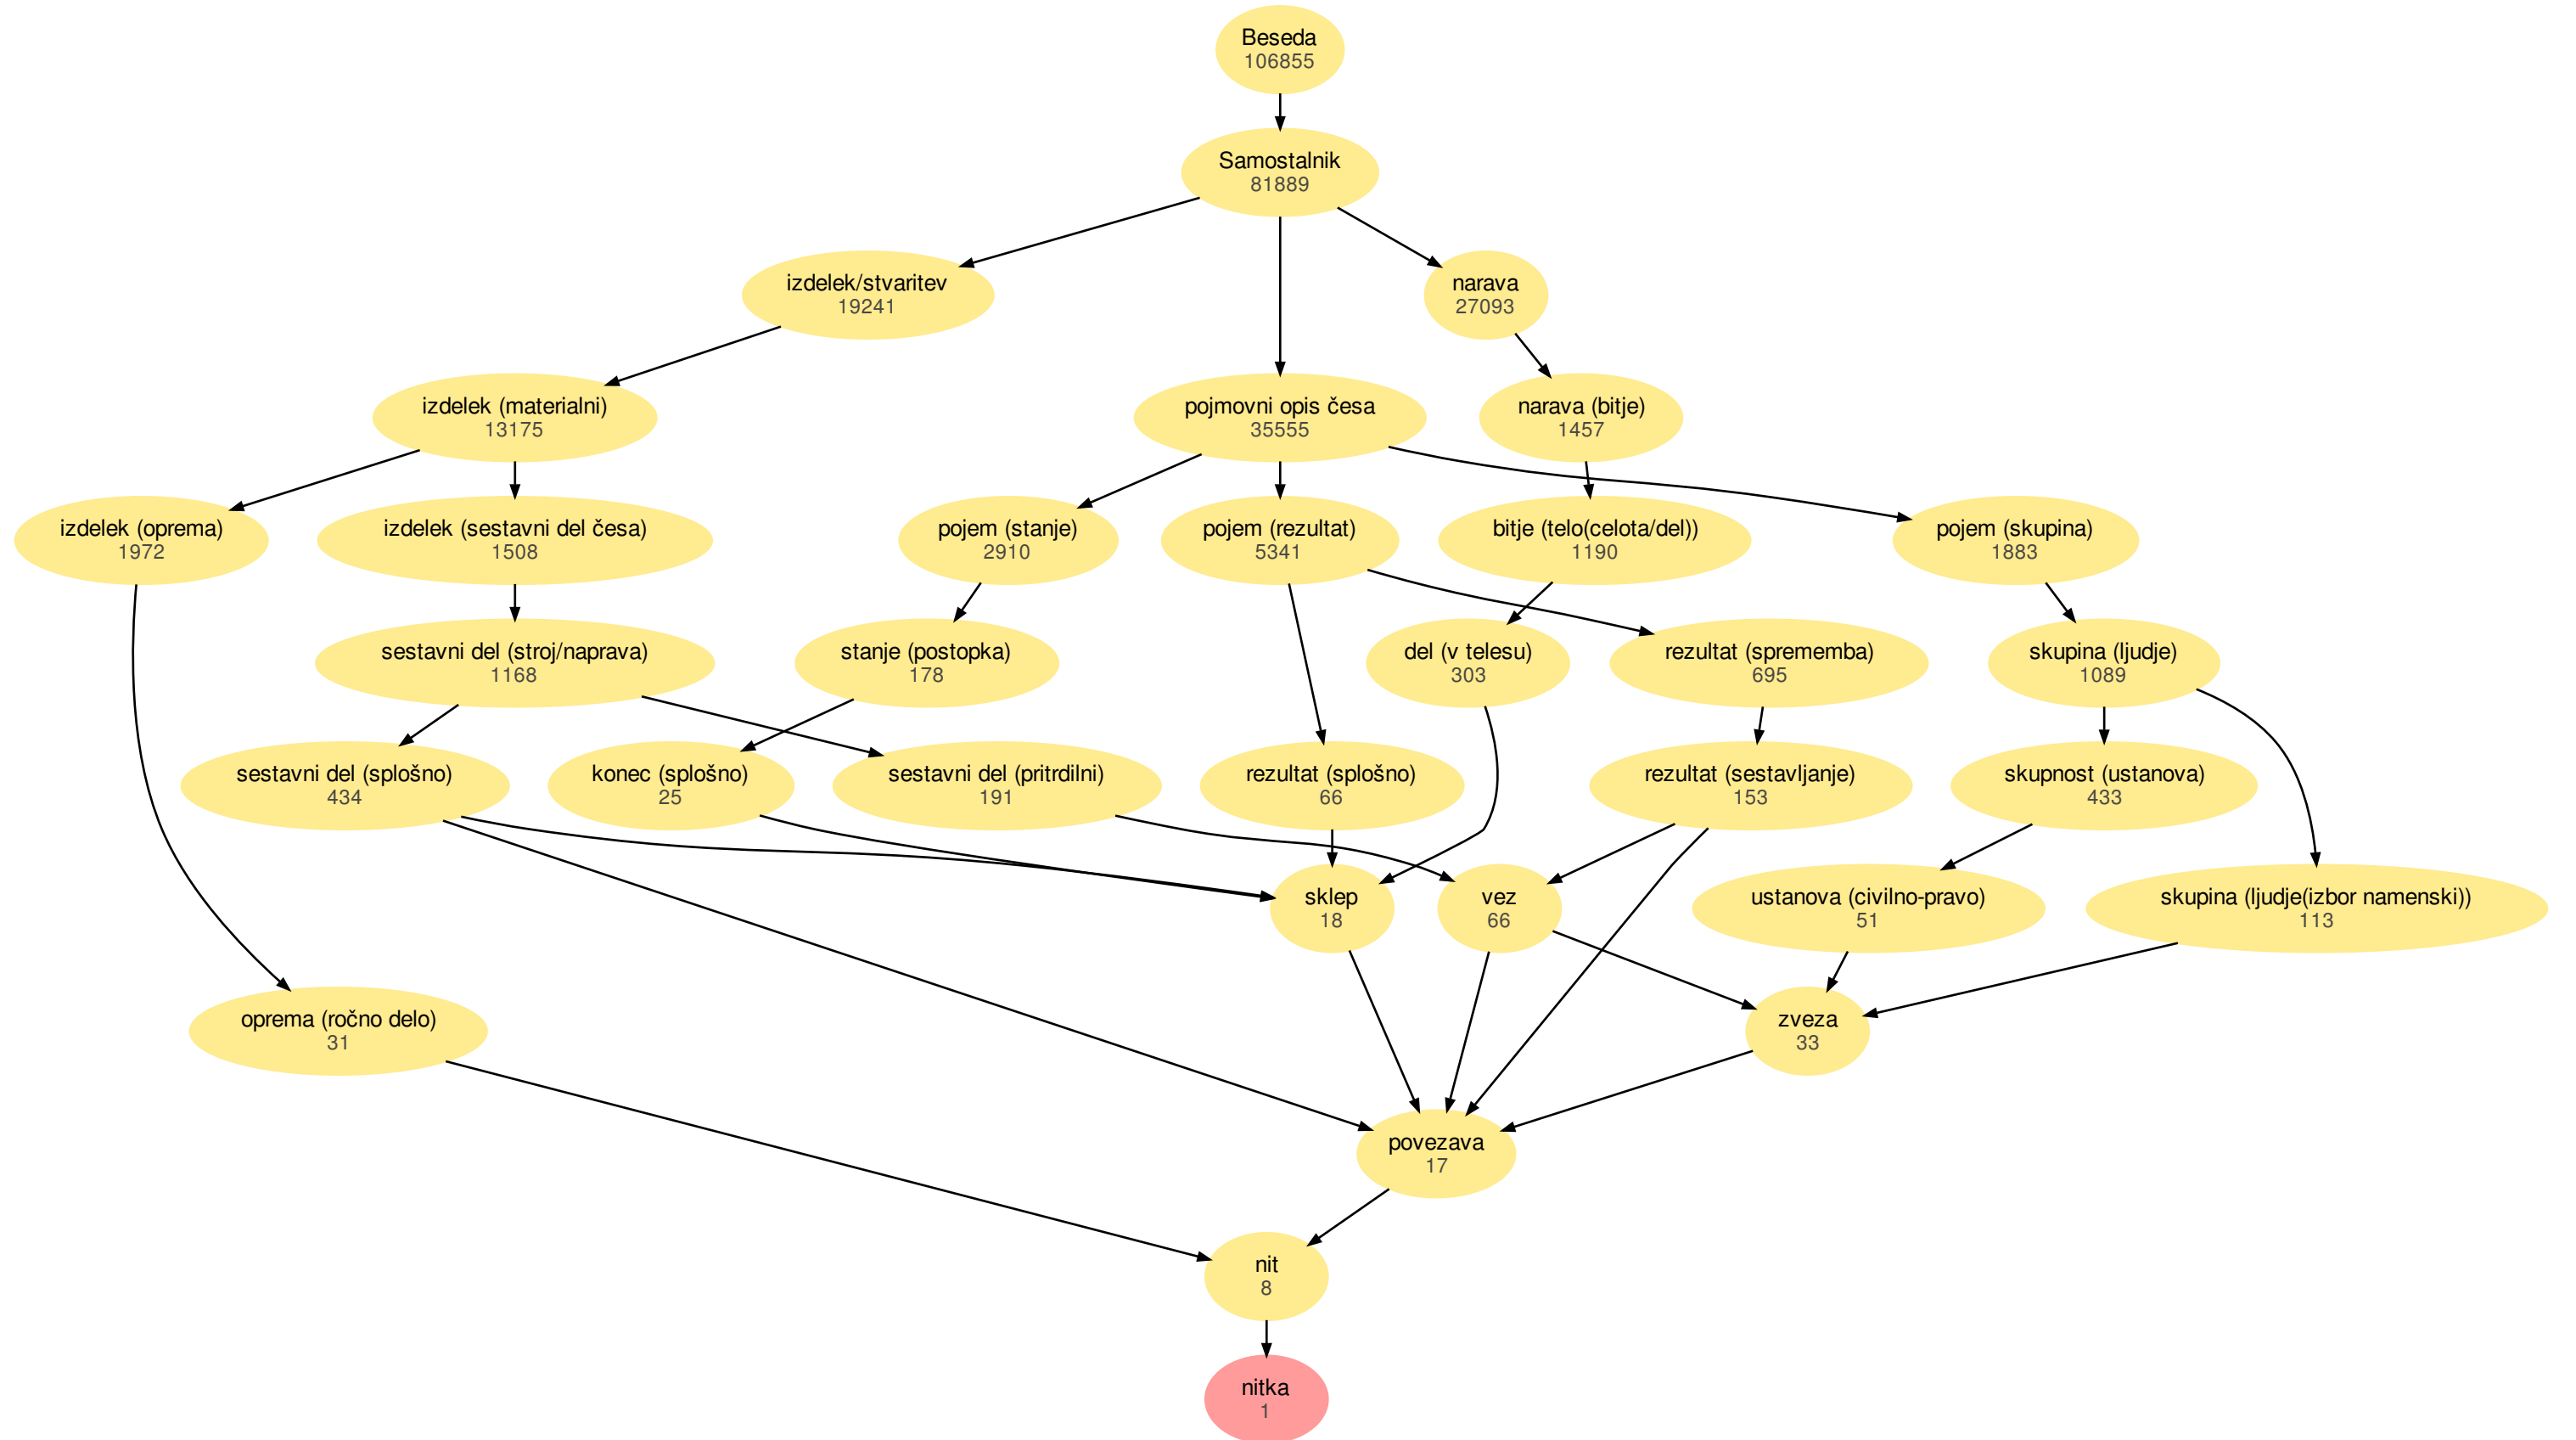 Beseda
106855
Samostalnik
81889
izdelek/stvaritev
19241
narava
27093
izdelek (materialni)
13175
pojmovni opis česa
35555
narava (bitje)
1457
izdelek (oprema)
1972
izdelek (sestavni del česa)
1508
pojem (stanje)
2910
pojem (rezultat)
5341
bitje (telo(celota/del))
1190
pojem (skupina)
1883
sestavni del (stroj/naprava)
1168
stanje (postopka)
178
del (v telesu)
303
rezultat (sprememba)
695
skupina (ljudje)
1089
sestavni del (splošno)
434
konec (splošno)
25
sestavni del (pritrdilni)
191
rezultat (splošno)
66
rezultat (sestavljanje)
153
skupnost (ustanova)
433
sklep
18
vez
66
ustanova (civilno-pravo)
51
skupina (ljudje(izbor namenski))
113
oprema (ročno delo)
31
zveza
33
povezava
17
nit
8
nitka
1